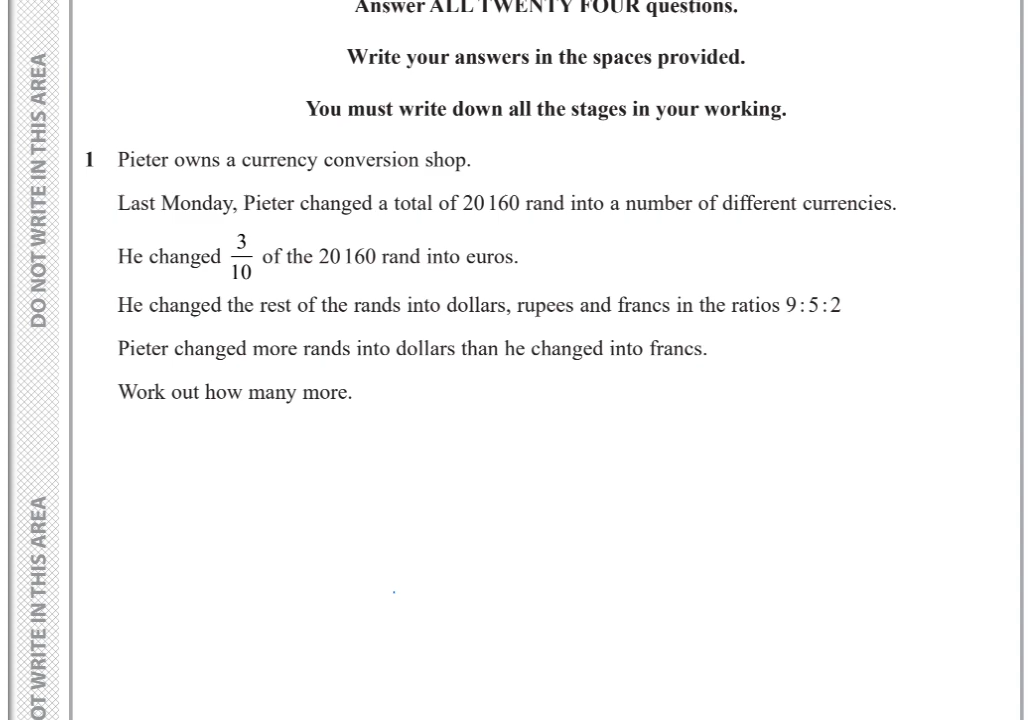 Answer ALL TWENTY FOUR questions.
Write your answers in the spaces provided.
You must write down all the stages in your working.
1 Pieter owns a currency conversion shop.
Last Monday, Pieter changed a total of 20 160 rand into a number of different currencies.
He changed 3/10 of the 20 160 rand into euros.
He changed the rest of the rands into dollars, rupees and francs in the ratios 9 : 5 : 2
Pieter changed more rands into dollars than he changed into francs.
Work out how many more.
DO NOT WRITE IN THIS AREA
OT WRITE IN THIS AREA